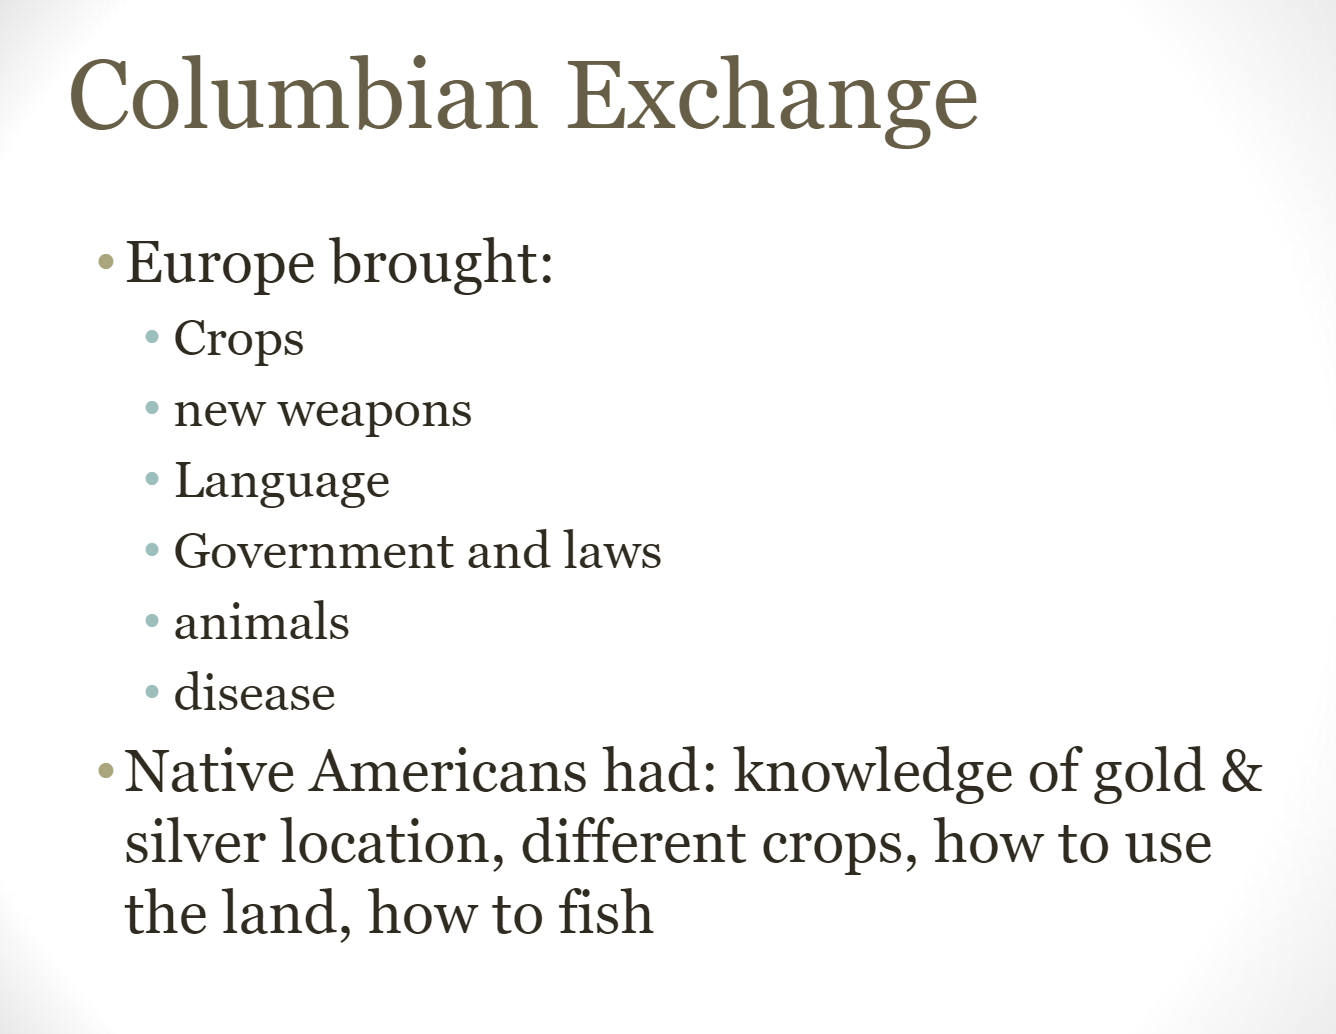 Columbian Exchange
• Europe brought:
• Crops
• new weapons
• Language
• Government and laws
• animals
• disease
• Native Americans had: knowledge of gold &
silver location, different crops, how to use
the land, how to fish